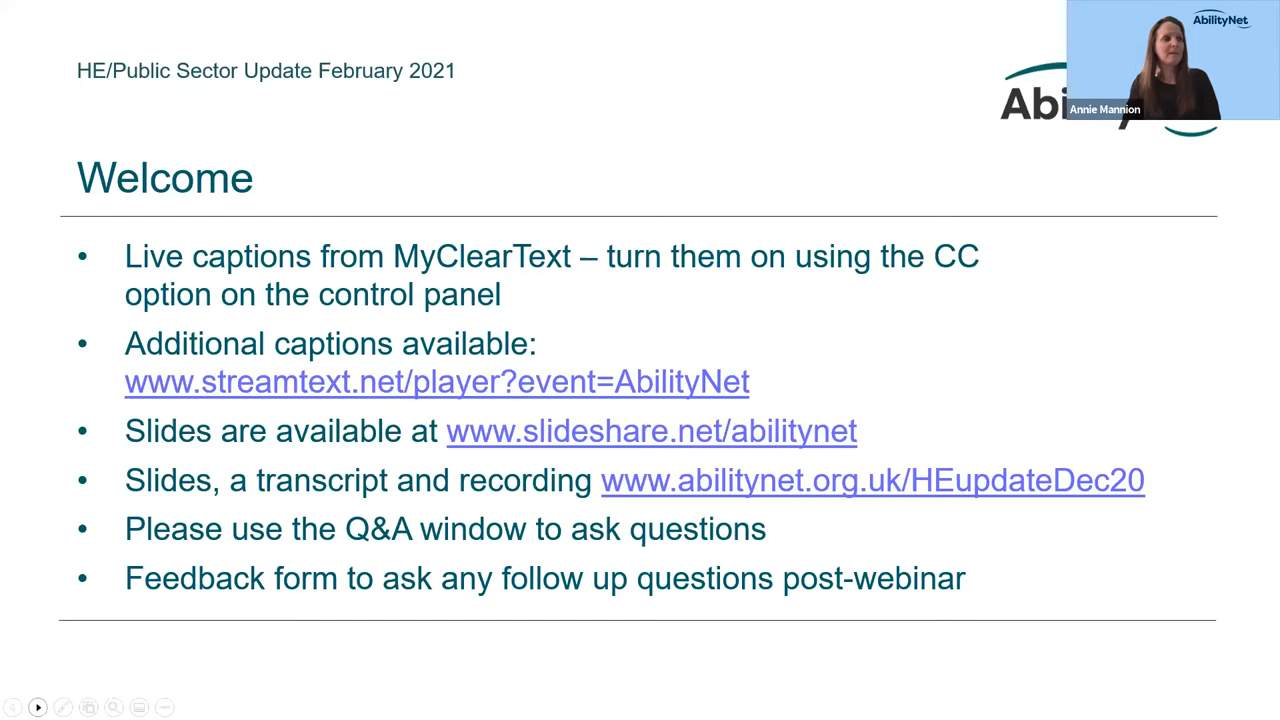 HE/Public Sector Update February 2021
AbilityNet
Annie Mannion
Welcome
• Live captions from MyClearText – turn them on using the CC
option on the control panel
• Additional captions available:
www.streamtext.net/player?event=AbilityNet
• Slides are available at www.slideshare.net/abilitynet
• Slides, a transcript and recording www.abilitynet.org.uk/HEupdateDec20
• Please use the Q&A window to ask questions
• Feedback form to ask any follow up questions post-webinar